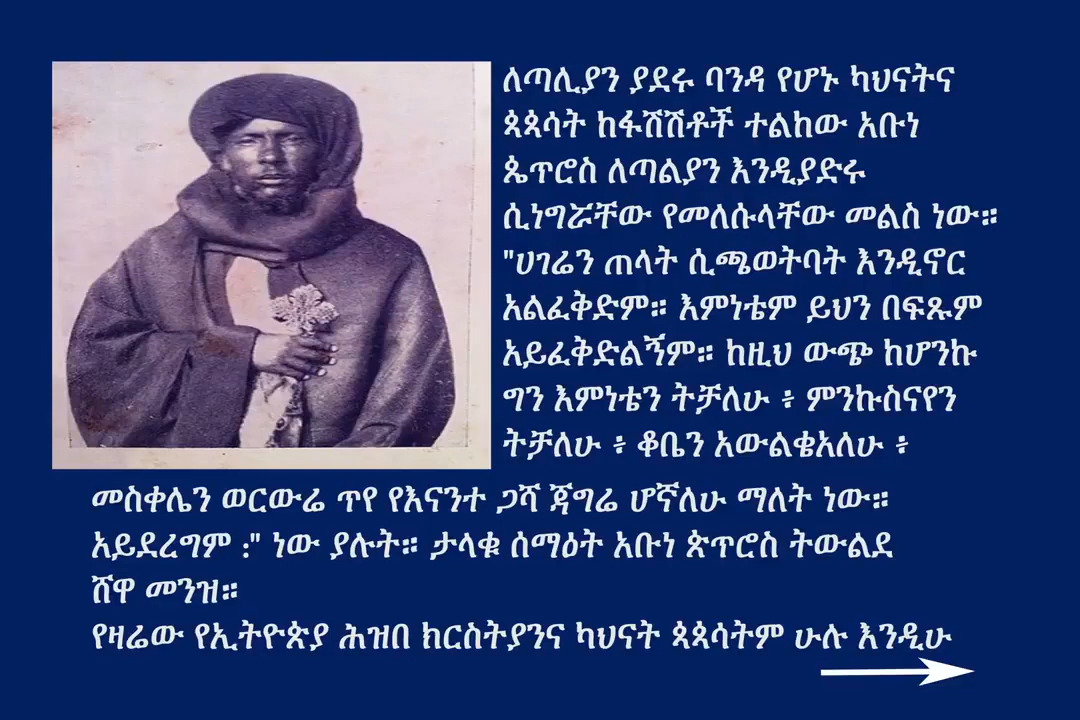 ለጣሊያን ያደሩ ባንዳ የሆኑ ካህናትና
ጳጳሳት ከፋሽሽቶች ተልከው አቡነ
ጴጥሮስ ለጣልያን እንዲያድሩ
ሲነግሯቸው የመለሱላቸው መልስ ነው።
"ሀገሬን ጠላት ሲጫወትባት እንዲኖር
አልፈቅድም። እምነቴም ይህን በፍጹም
አይፈቅድልኝም። ከዚህ ውጭ ከሆንኩ
ግን እምነቴን ትቻለሁ ፥ ምንኩስናየን
ትቻለሁ ፥ ቆቤን አውልቄአለሁ ፥
መስቀሌን ወርውሬ ጥየ የእናንተ ጋሻ ጃግሬ ሆኛለሁ ማለት ነው።
አይደረግም :" ነው ያሉት። ታላቁ ሰማዕት አቡነ ጵጥሮስ ትውልደ
ሸዋ መንዝ።
የዛሬው የኢትዮጵያ ሕዝበ ክርስትያንና ካህናት ጳጳሳትም ሁሉ እንዲሁ